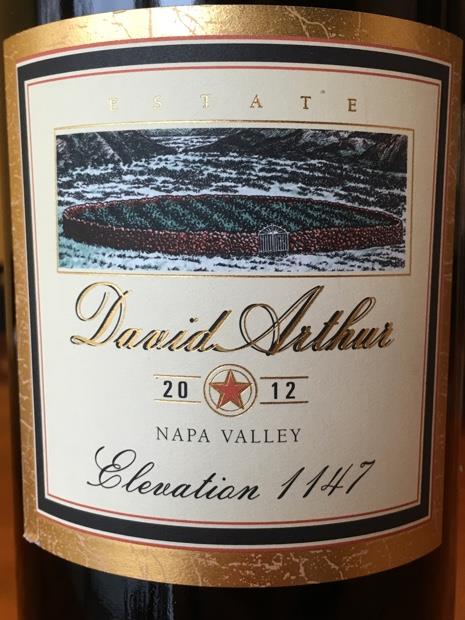 ESTATE
David Arthur
20 12
NAPA VALLEY
Elevation 1147